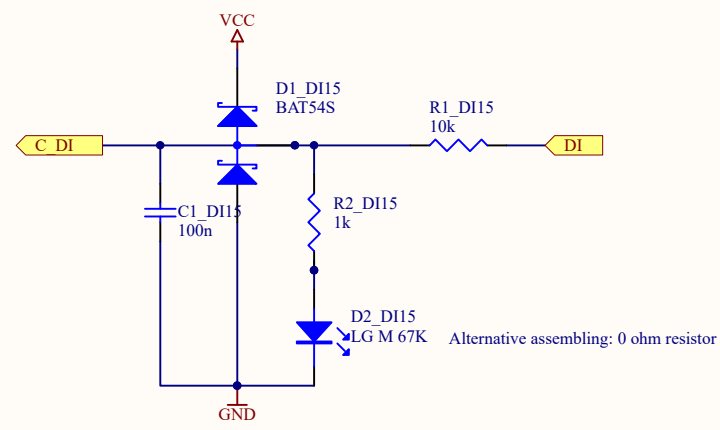 VCC
D1_DI15
BAT54S
R1_DI15
10k
C_DI
DI
C1_DI15
100n
R2_DI15
1k
D2_DI15
LG M 67K
Alternative assembling: 0 ohm resistor
GND